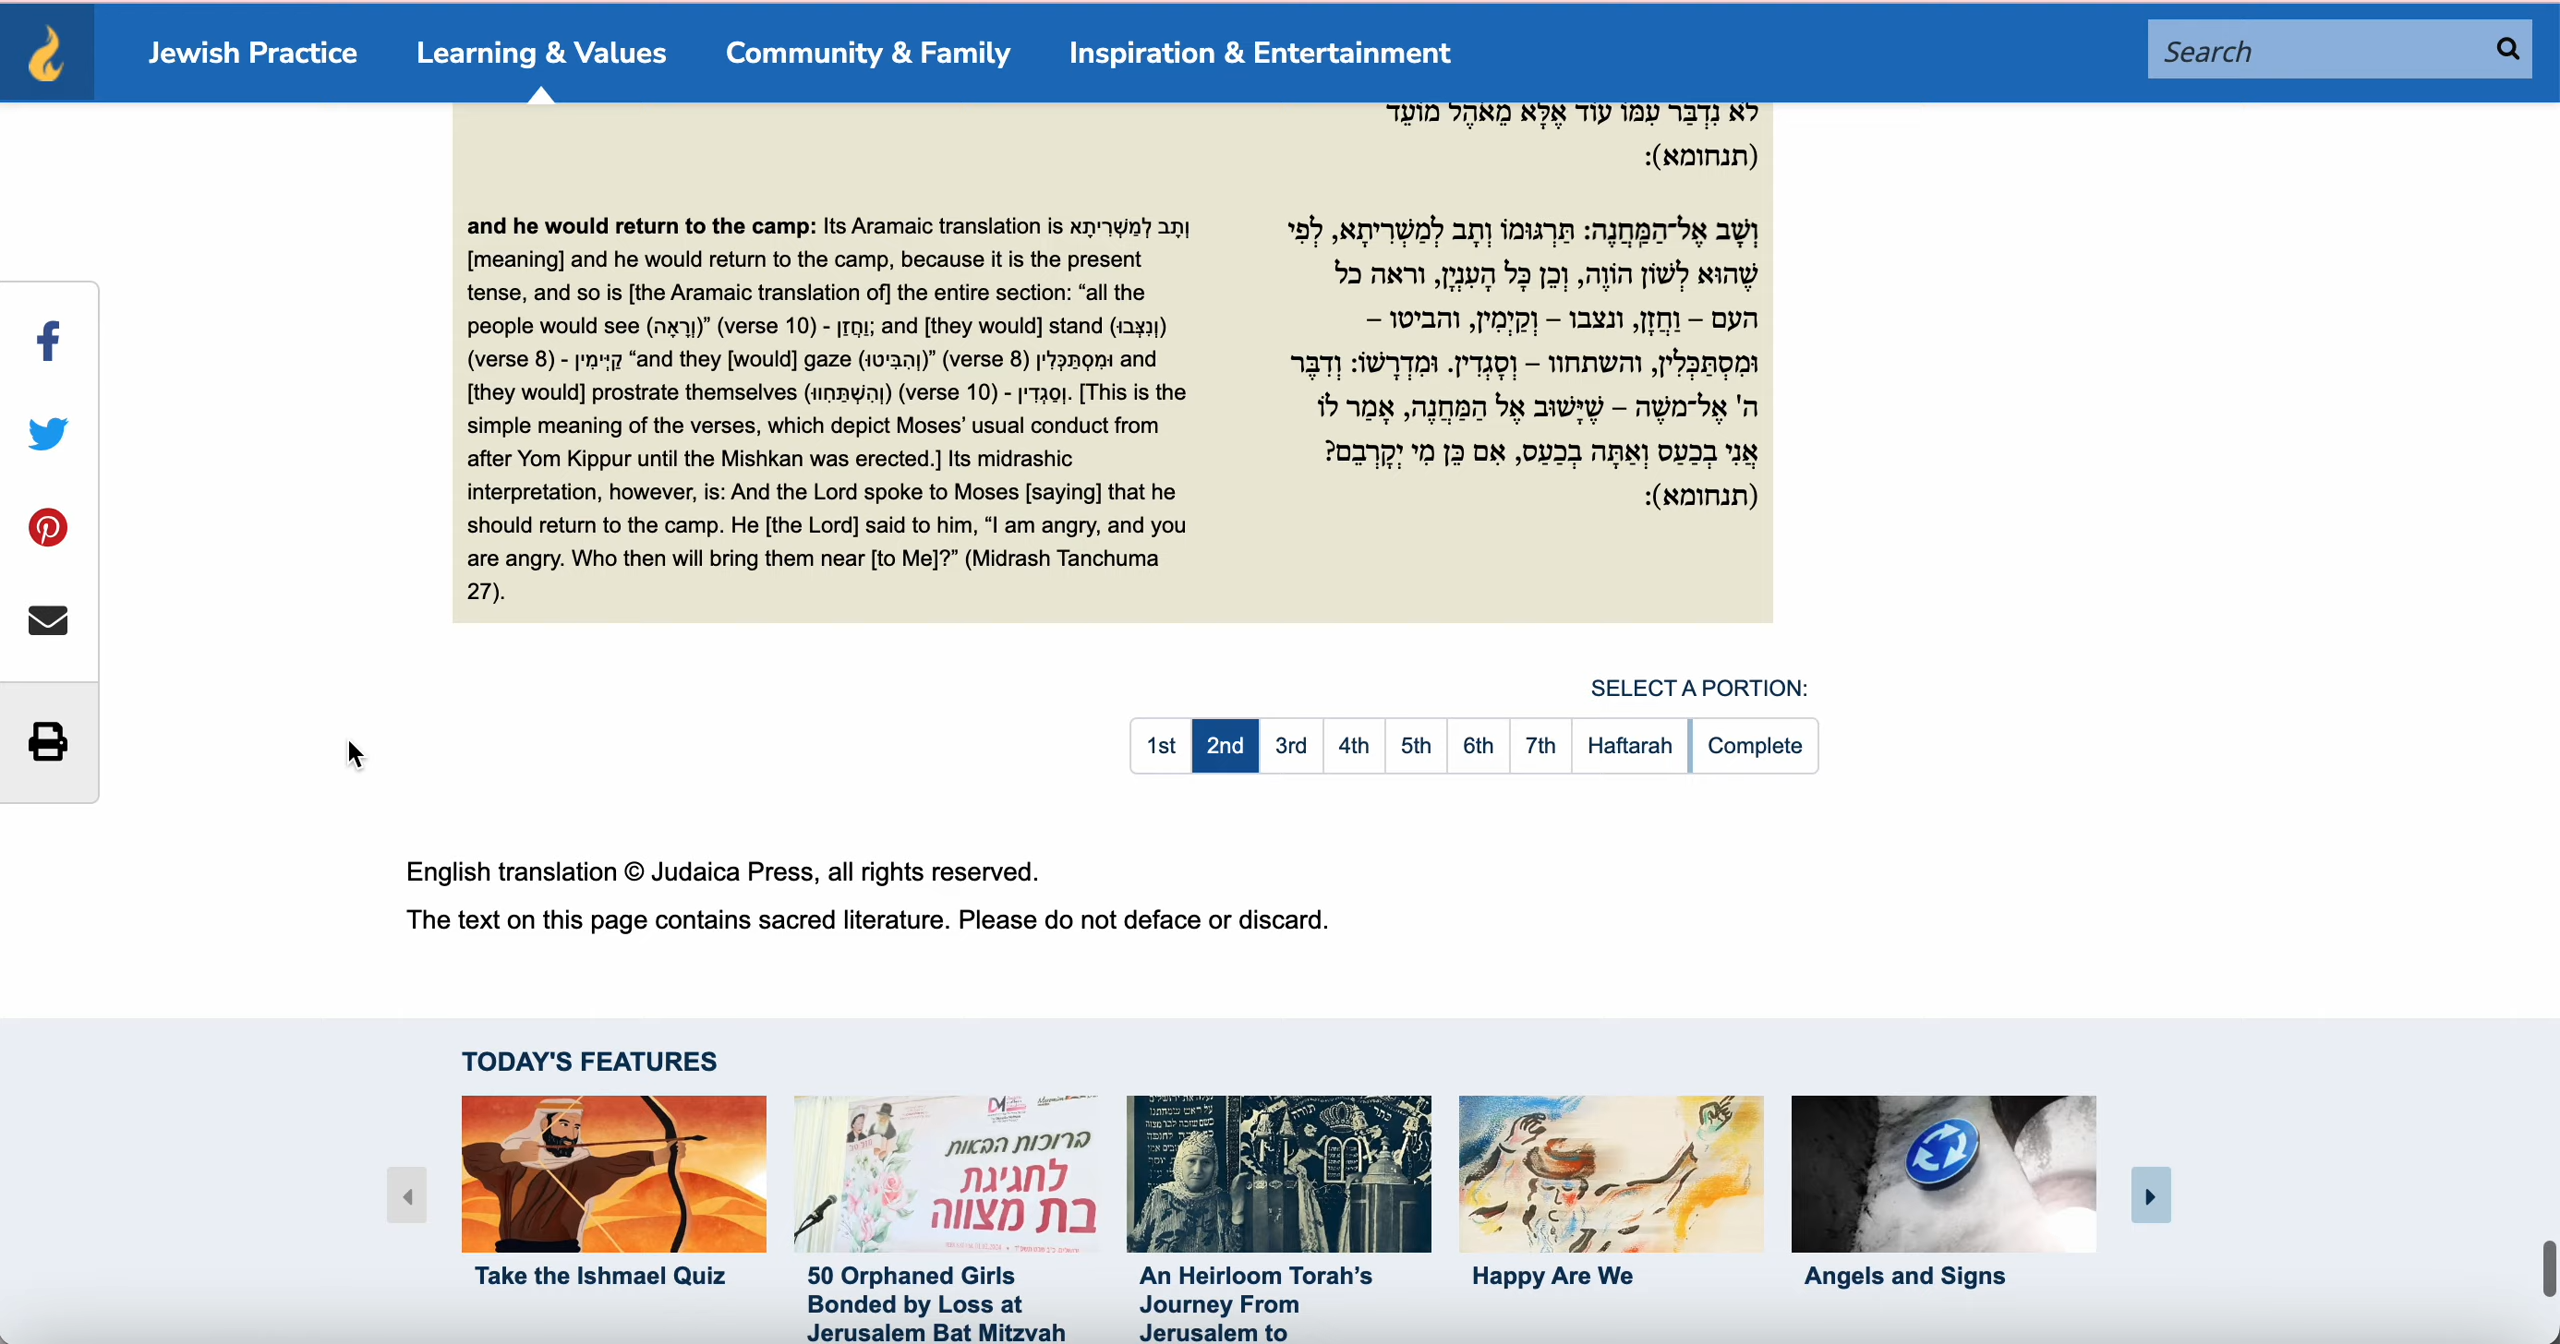 Jewish Practice
Learning & Values
Community & Family
Inspiration & Entertainment
Search
לא נְדַבֵּר עִמּוֹ עוֹד אֶלָּא מֵאֹהֶל מוֹעֵד
(תנחומא):
and he would return to the camp: Its Aramaic translation is וְתָב לְמַשְׁרִיתָא
[meaning] and he would return to the camp, because it is the present
tense, and so is [the Aramaic translation of] the entire section: “all the
people would see (וְרָאָה)” (verse 10) - וַחֲזָן; and [they would] stand (וְנִצְּבוּ)
(verse 8) - קַיְּימִין “and they [would] gaze (וְהִבִּיטוּ)” (verse 8) וּמִסְתַּכְּלִין and
[they would] prostrate themselves (וְהִשְׁתַּחֲווּ) (verse 10) - וְסָגְדִין. [This is the
simple meaning of the verses, which depict Moses’ usual conduct from
after Yom Kippur until the Mishkan was erected.] Its midrashic
interpretation, however, is: And the Lord spoke to Moses [saying] that he
should return to the camp. He [the Lord] said to him, “I am angry, and you
are angry. Who then will bring them near [to Me]?” (Midrash Tanchuma
27).
וְשָׁב אֶל־הַמַּחֲנֶה: תַּרְגּוּמוֹ וְתָב לְמַשְׁרִיתָא, לְפִי
שֶׁהוּא לְשׁוֹן הוֹוֶה, וְכֵן כָּל הָעִנְיָן, וראה כל
העם – וַחֲזָן, ונצבו – וְקָיְמִין, והביטו –
וּמִסְתַּכְּלִין, והשתחוו – וְסָגְדִין. וּמִדְרָשׁוֹ: וְדִבֶּר
ה' אֶל־מֹשֶׁה – שֶׁיָּשׁוּב אֶל הַמַּחֲנֶה, אָמַר לוֹ
אֲנִי בְכַעַס וְאַתָּה בְכַעַס, אִם כֵּן מִי יְקָרְבֵם?
(תנחומא):
SELECT A PORTION:
1st 2nd 3rd 4th 5th 6th 7th Haftarah Complete
English translation © Judaica Press, all rights reserved.
The text on this page contains sacred literature. Please do not deface or discard.
TODAY'S FEATURES
ברוכות הבאות
לחגיגת
בת מצווה
Take the Ishmael Quiz
50 Orphaned Girls
Bonded by Loss at
Jerusalem Bat Mitzvah
An Heirloom Torah’s
Journey From
Jerusalem to
Happy Are We
Angels and Signs